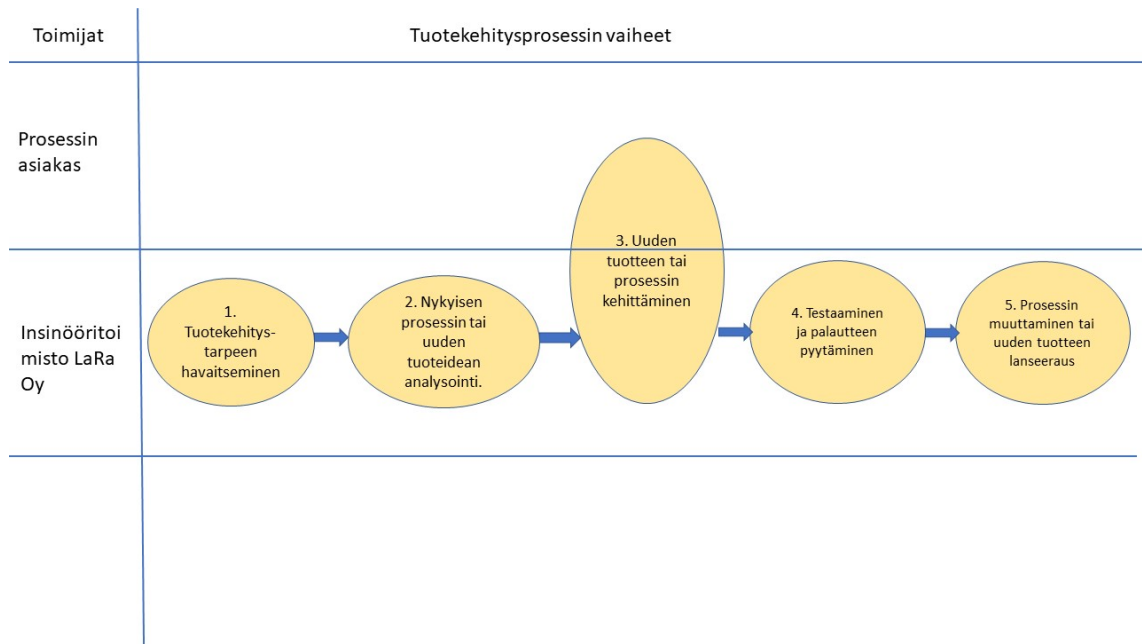 Toimijat
Tuotekehitysprosessin vaiheet
Prosessin
asiakas
Insinööritoi
misto LaRa
Oy
1.
Tuotekehitys-
tarpeen
havaitseminen
2. Nykyisen
prosessin tai
uuden
tuoteidean
analysointi.
3. Uuden
tuotteen tai
prosessin
kehittäminen
4. Testaaminen
ja palautteen
pyytäminen
5. Prosessin
muuttaminen tai
uuden tuotteen
lanseeraus